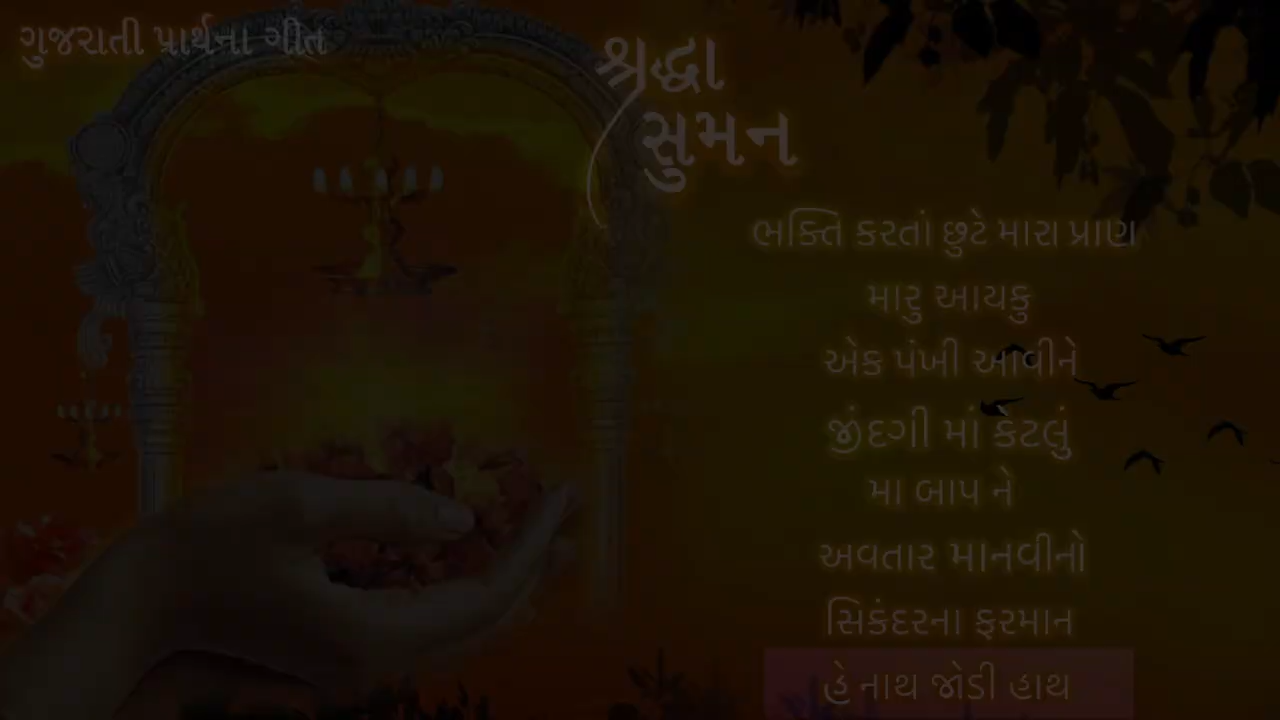 ગુજરાતી પ્રાર્થના ગીત
શ્રદ્ધા
સુમન
ભક્તિ કરતાં છુટે મારા પ્રાણ
મારુ આયકુ
એક પંખી આવીને
જીંદગી માં કેટલું
મા બાપ ને
અવતાર માનવીનો
સિકંદરના ફરમાન
હે નાથ જોડી હાથ